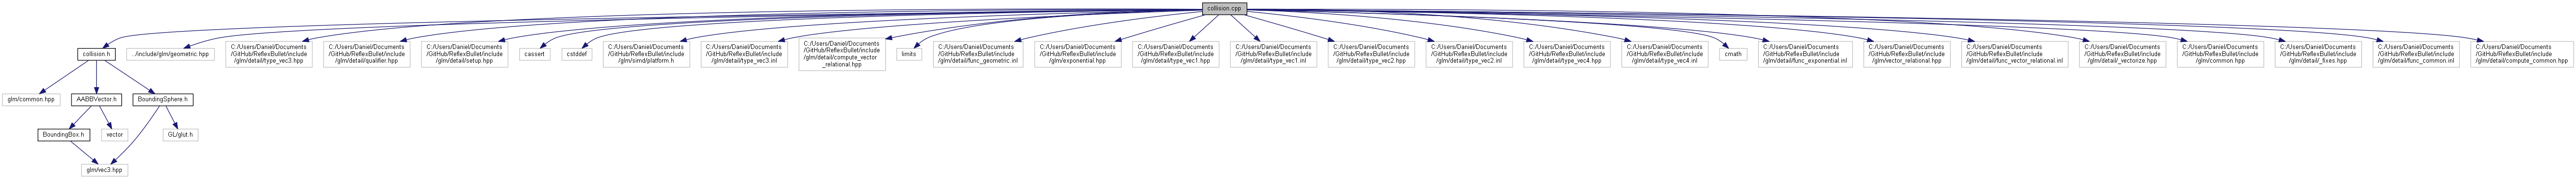 collision.cpp
collision.h
../include/glm/geometric.hpp
C:/Users/Daniel/Documents
/GitHub/ReflexBullet/include
/glm/detail/type_vec3.hpp
C:/Users/Daniel/Documents
/GitHub/ReflexBullet/include
/glm/detail/qualifier.hpp
C:/Users/Daniel/Documents
/GitHub/ReflexBullet/include
/glm/detail/setup.hpp
cassert
cstddef
C:/Users/Daniel/Documents
/GitHub/ReflexBullet/include
/glm/simd/platform.h
C:/Users/Daniel/Documents
/GitHub/ReflexBullet/include
/glm/detail/type_vec3.inl
C:/Users/Daniel/Documents
/GitHub/ReflexBullet/include
/glm/detail/compute_vector
_relational.hpp
limits
C:/Users/Daniel/Documents
/GitHub/ReflexBullet/include
/glm/detail/func_geometric.inl
C:/Users/Daniel/Documents
/GitHub/ReflexBullet/include
/glm/exponential.hpp
C:/Users/Daniel/Documents
/GitHub/ReflexBullet/include
/glm/detail/type_vec1.hpp
C:/Users/Daniel/Documents
/GitHub/ReflexBullet/include
/glm/detail/type_vec1.inl
C:/Users/Daniel/Documents
/GitHub/ReflexBullet/include
/glm/detail/type_vec2.hpp
C:/Users/Daniel/Documents
/GitHub/ReflexBullet/include
/glm/detail/type_vec2.inl
C:/Users/Daniel/Documents
/GitHub/ReflexBullet/include
/glm/detail/type_vec4.hpp
C:/Users/Daniel/Documents
/GitHub/ReflexBullet/include
/glm/detail/type_vec4.inl
cmath
C:/Users/Daniel/Documents
/GitHub/ReflexBullet/include
/glm/detail/func_exponential.inl
C:/Users/Daniel/Documents
/GitHub/ReflexBullet/include
/glm/vector_relational.hpp
C:/Users/Daniel/Documents
/GitHub/ReflexBullet/include
/glm/detail/func_vector_relational.inl
C:/Users/Daniel/Documents
/GitHub/ReflexBullet/include
/glm/detail/_vectorize.hpp
C:/Users/Daniel/Documents
/GitHub/ReflexBullet/include
/glm/common.hpp
C:/Users/Daniel/Documents
/GitHub/ReflexBullet/include
/glm/detail/_fixes.hpp
C:/Users/Daniel/Documents
/GitHub/ReflexBullet/include
/glm/detail/func_common.inl
C:/Users/Daniel/Documents
/GitHub/ReflexBullet/include
/glm/detail/compute_common.hpp
glm/common.hpp
AABBVector.h
BoundingSphere.h
BoundingBox.h
vector
GL/glut.h
glm/vec3.hpp